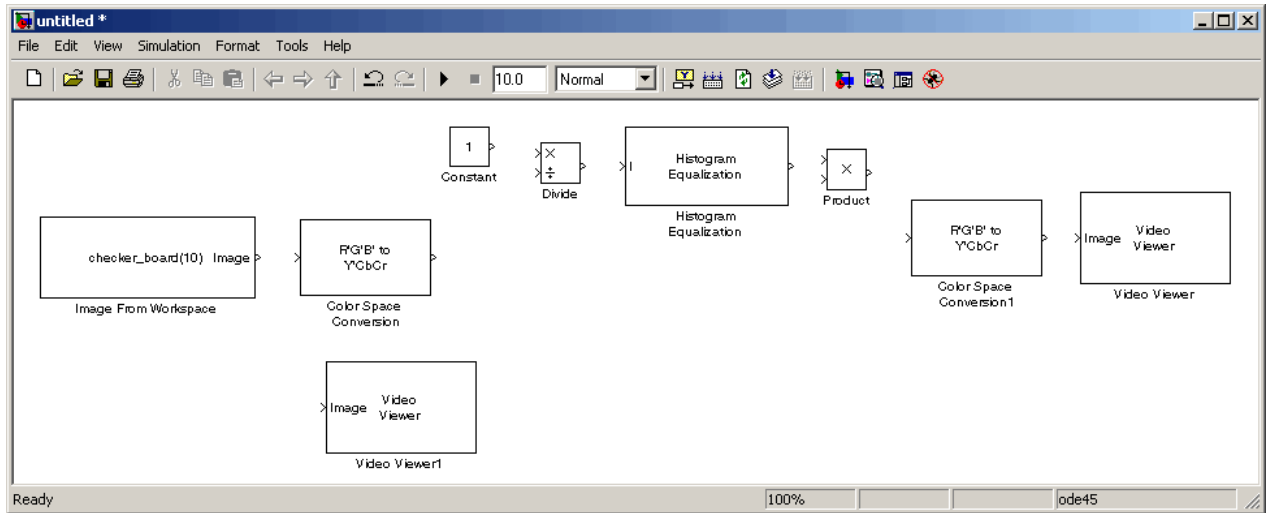 untitled *
File Edit View Simulation Format Tools Help
10.0 Normal
1
Constant
× ÷
Divide
I Histogram
Equalization
Histogram
Equalization
×
Product
checker_board(10) Image
Image From Workspace
R'G'B' to
Y'CbCr
Color Space
Conversion
R'G'B' to
Y'CbCr
Color Space
Conversion1
Image Video
Viewer
Video Viewer
Image Video
Viewer
Video Viewer1
Ready 100% ode45